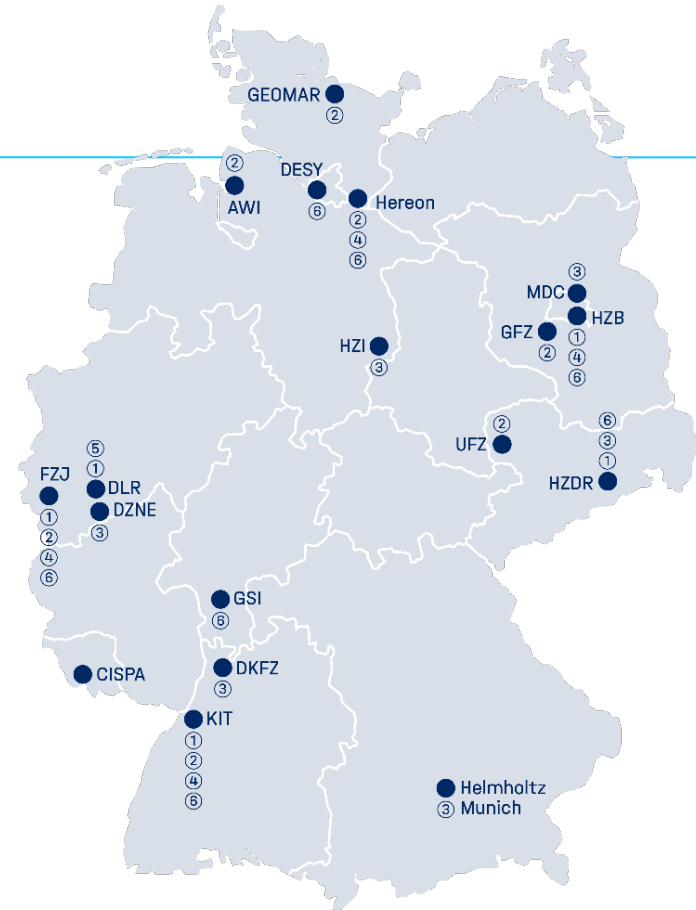 GEOMAR
②
②
AWI
DESY
⑥
Hereon
②
④
⑥
③
MDC
HZB
①
④
⑥
GFZ
②
HZI
③
②
UFZ
⑥
③
①
HZDR
⑤
①
DLR
DZNE
③
FZJ
①
②
④
⑥
GSI
⑥
CISPA
DKFZ
③
KIT
①
②
④
⑥
Helmholtz
③ Munich